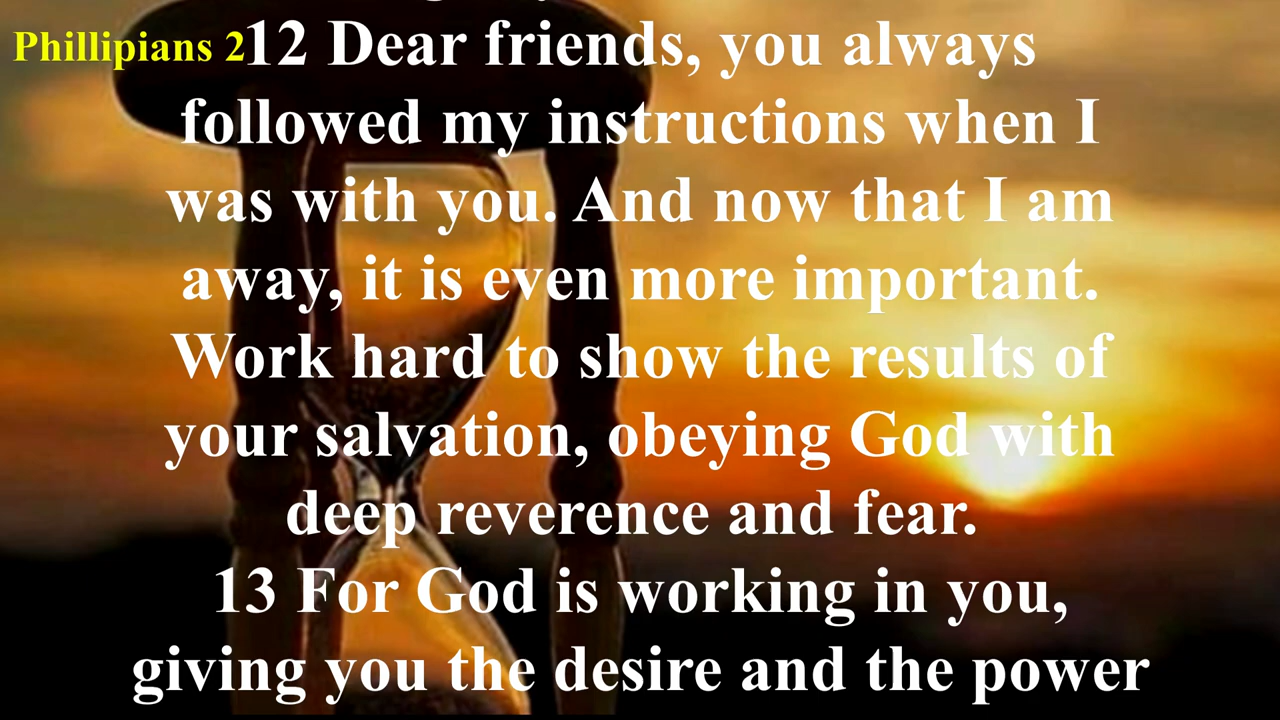 Phillipians 2
12 Dear friends, you always
followed my instructions when I
was with you. And now that I am
away, it is even more important.
Work hard to show the results of
your salvation, obeying God with
deep reverence and fear.
13 For God is working in you,
giving you the desire and the power